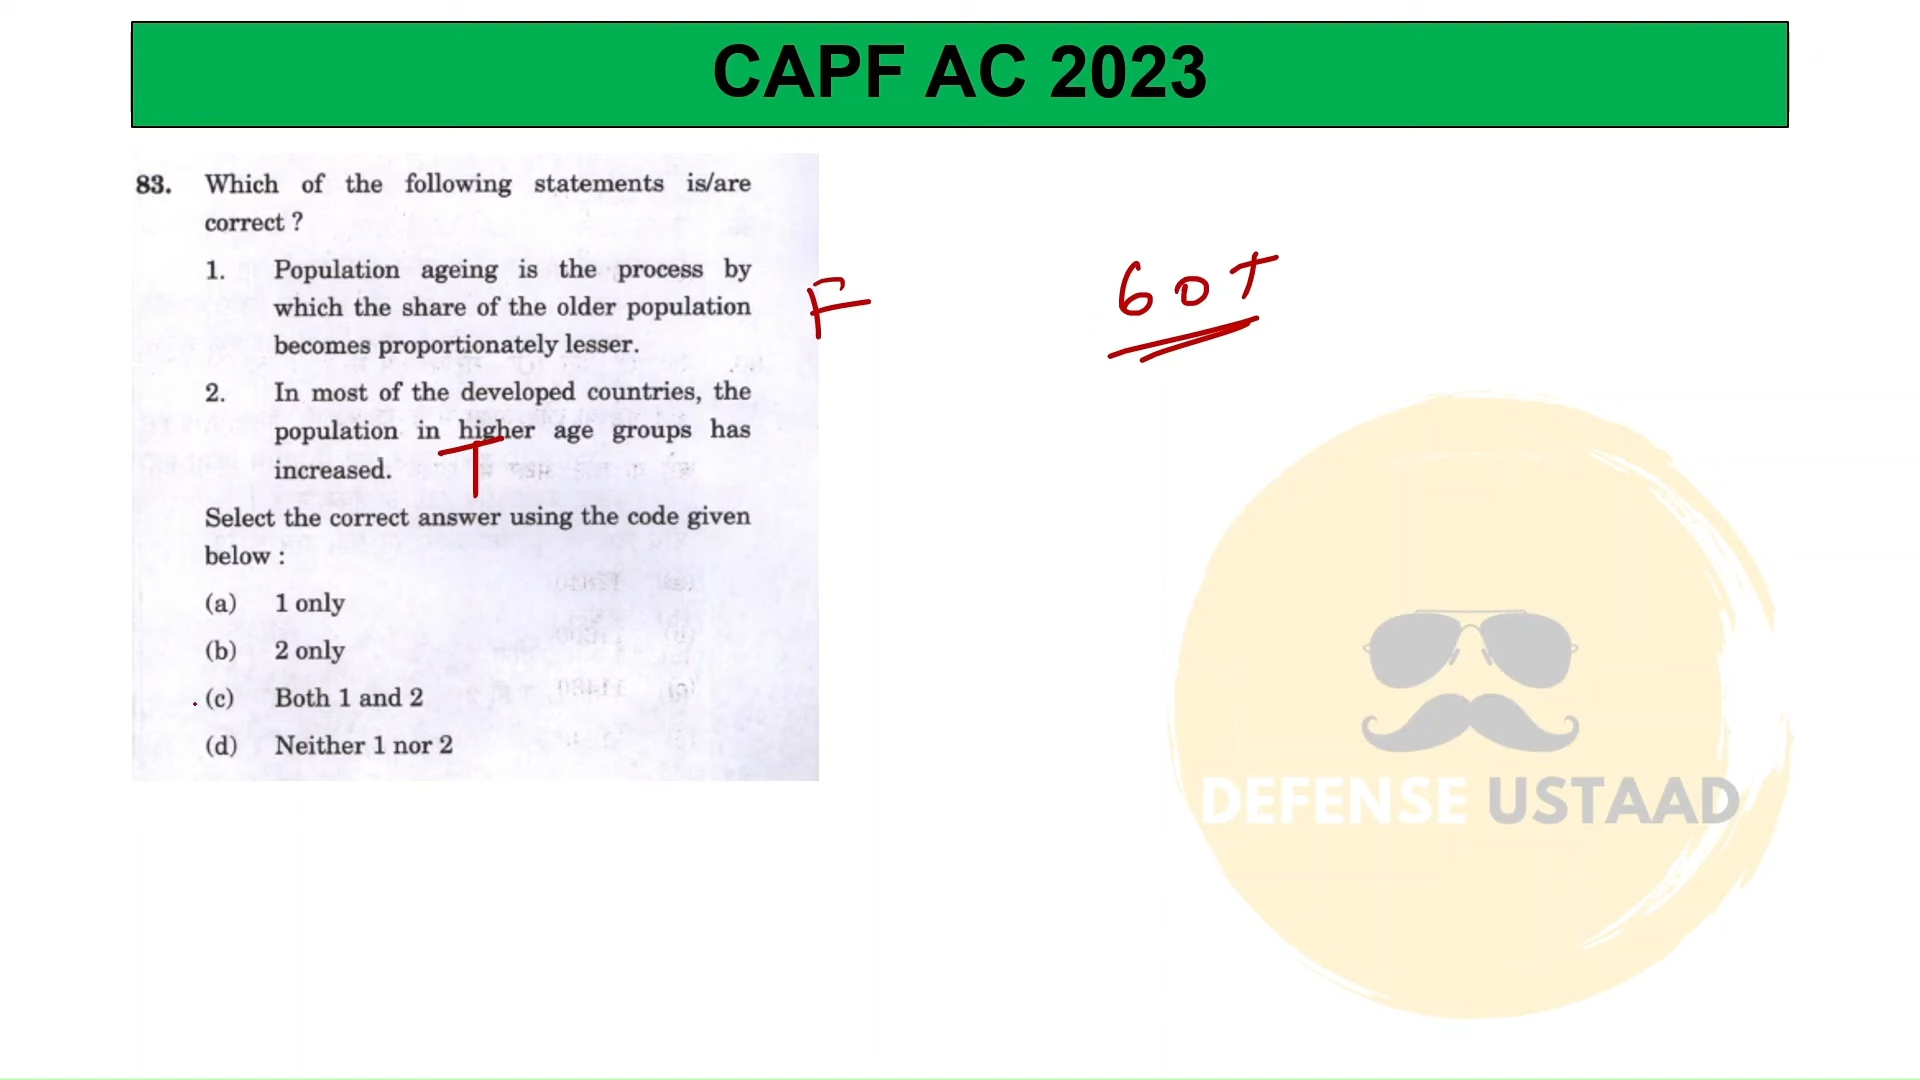 CAPF AC 2023
83. Which of the following statements is/are
correct ?
1. Population ageing is the process by
which the share of the older population
becomes proportionately lesser.
F
60+
2. In most of the developed countries, the
population in higher age groups has
increased.
T
Select the correct answer using the code given
below :
(a) 1 only
(b) 2 only
(c) Both 1 and 2
(d) Neither 1 nor 2
DEFENSE USTAAD